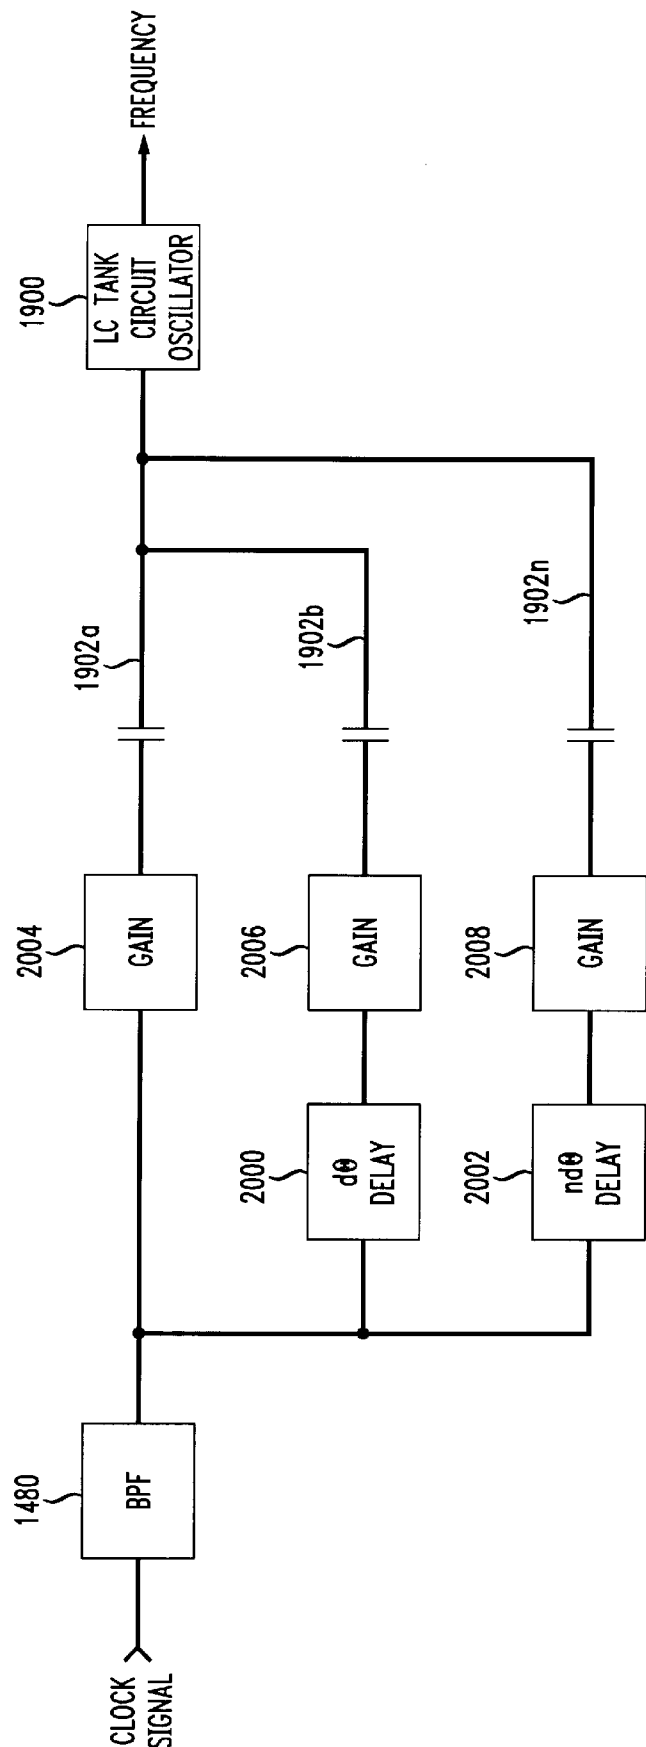 CLOCK
SIGNAL
1480
BPF
2004
GAIN
1902a
2000
dΘ
DELAY
2006
GAIN
1902b
2002
ndΘ
DELAY
2008
GAIN
1902n
1900
LC TANK
CIRCUIT
OSCILLATOR
FREQUENCY